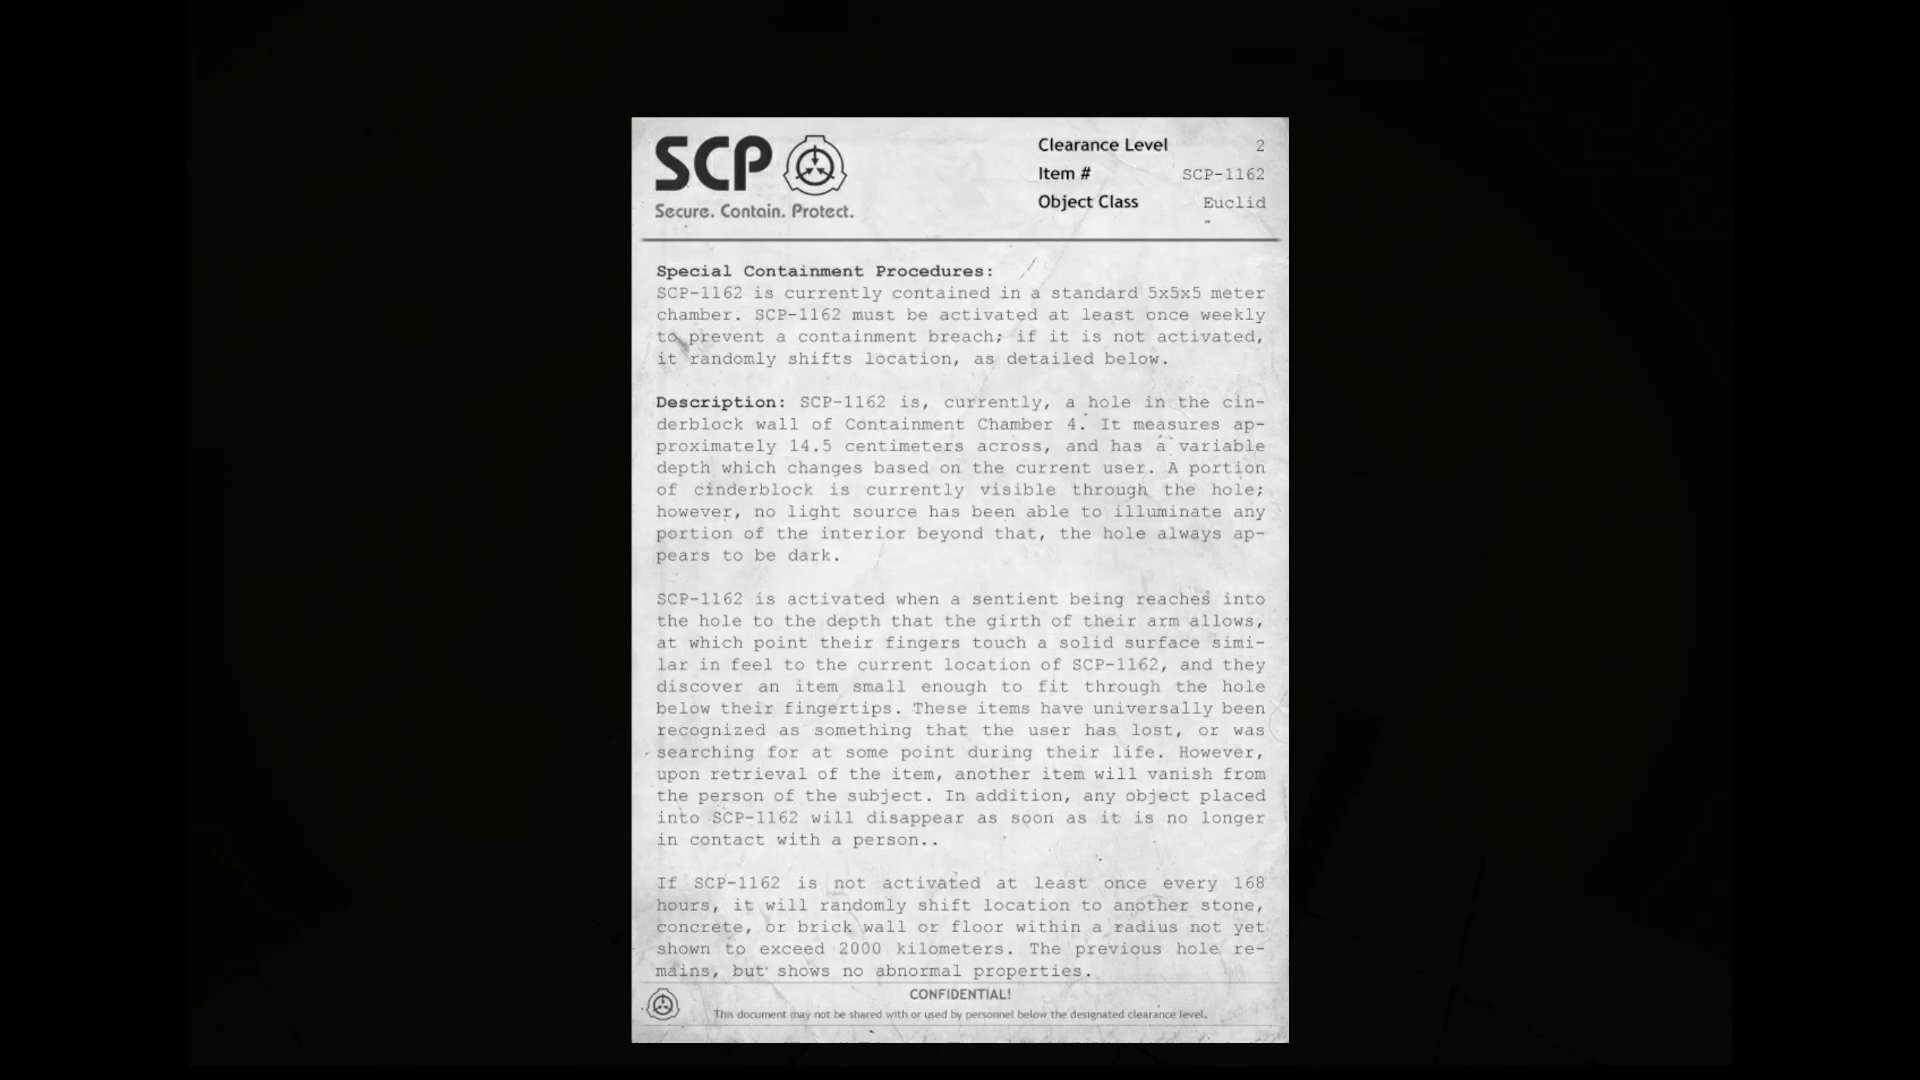 SCP
Secure. Contain. Protect.
Clearance Level 2
Item # SCP-1162
Object Class Euclid
Special Containment Procedures:
SCP-1162 is currently contained in a standard 5x5x5 meter
chamber. SCP-1162 must be activated at least once weekly
to prevent a containment breach; if it is not activated,
it randomly shifts location, as detailed below.
Description: SCP-1162 is, currently, a hole in the cin-
derblock wall of Containment Chamber 4. It measures ap-
proximately 14.5 centimeters across, and has a variable
depth which changes based on the current user. A portion
of cinderblock is currently visible through the hole;
however, no light source has been able to illuminate any
portion of the interior beyond that, the hole always ap-
pears to be dark.
SCP-1162 is activated when a sentient being reaches into
the hole to the depth that the girth of their arm allows,
at which point their fingers touch a solid surface simi-
lar in feel to the current location of SCP-1162, and they
discover an item small enough to fit through the hole
below their fingertips. These items have universally been
recognized as something that the user has lost, or was
searching for at some point during their life. However,
upon retrieval of the item, another item will vanish from
the person of the subject. In addition, any object placed
into SCP-1162 will disappear as soon as it is no longer
in contact with a person..
If SCP-1162 is not activated at least once every 168
hours, it will randomly shift location to another stone,
concrete, or brick wall or floor within a radius not yet
shown to exceed 2000 kilometers. The previous hole re-
mains, but shows no abnormal properties.
CONFIDENTIAL!
This document may not be shared with or used by personnel below the designated clearance level.